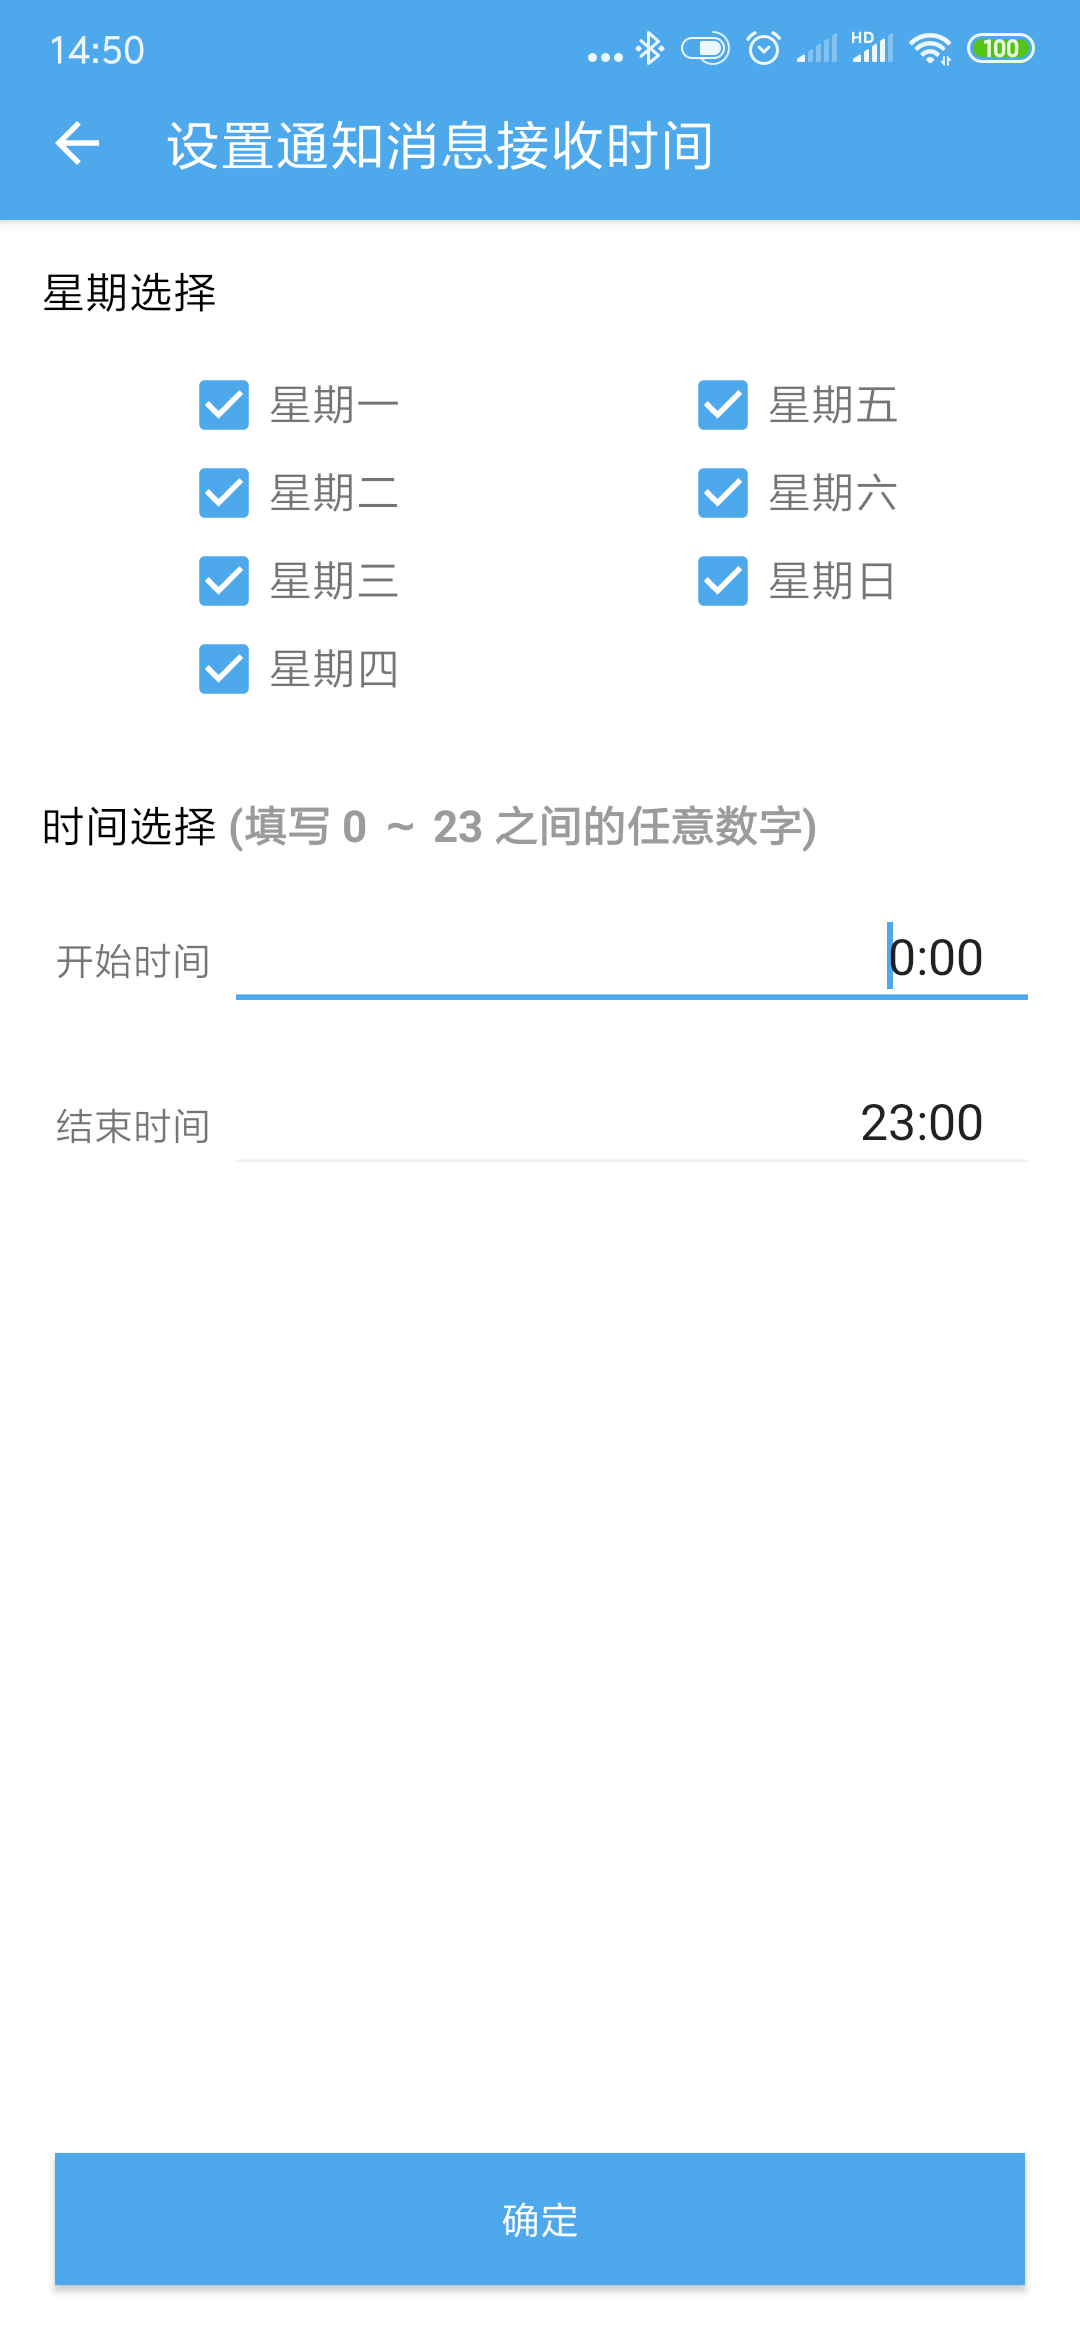 14:50 HD 100
设置通知消息接收时间
星期选择
星期一 星期五
星期二 星期六
星期三 星期日
星期四
时间选择 (填写 0 ~ 23 之间的任意数字)
开始时间 0:00
结束时间 23:00
确定